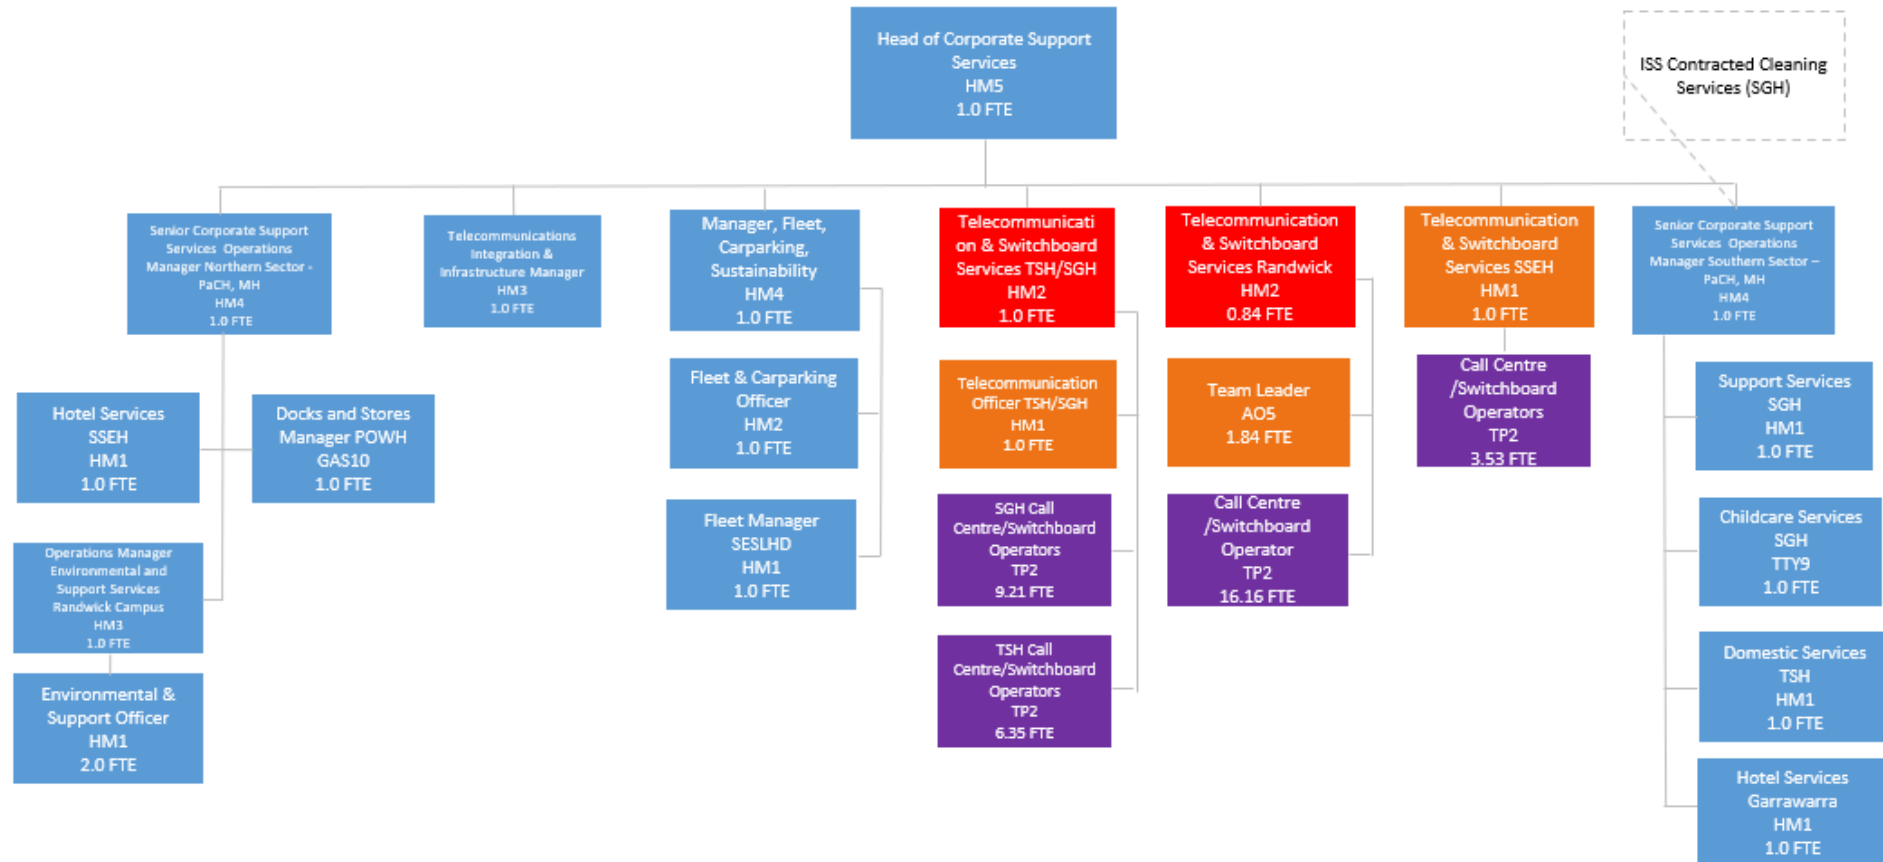 Head of Corporate Support
Services
HM5
1.0 FTE
ISS Contracted Cleaning
Services (SGH)
Senior Corporate Support
Services Operations
Manager Northern Sector -
PaCH, MH
HM4
1.0 FTE
Telecommunications
Integration &
Infrastructure Manager
HM3
1.0 FTE
Manager, Fleet,
Carparking,
Sustainability
HM4
1.0 FTE
Telecommunicati
on & Switchboard
Services TSH/SGH
HM2
1.0 FTE
Telecommunication
& Switchboard
Services Randwick
HM2
0.84 FTE
Telecommunication
& Switchboard
Services SSEH
HM1
1.0 FTE
Senior Corporate Support
Services Operations
Manager Southern Sector –
PaCH, MH
HM4
1.0 FTE
Hotel Services
SSEH
HM1
1.0 FTE
Docks and Stores
Manager POWH
GAS10
1.0 FTE
Operations Manager
Environmental and
Support Services
Randwick Campus
HM3
1.0 FTE
Environmental &
Support Officer
HM1
2.0 FTE
Fleet & Carparking
Officer
HM2
1.0 FTE
Fleet Manager
SESLHD
HM1
1.0 FTE
Telecommunication
Officer TSH/SGH
HM1
1.0 FTE
SGH Call
Centre/Switchboard
Operators
TP2
9.21 FTE
TSH Call
Centre/Switchboard
Operators
TP2
6.35 FTE
Team Leader
AO5
1.84 FTE
Call Centre
/Switchboard
Operator
TP2
16.16 FTE
Call Centre
/Switchboard
Operators
TP2
3.53 FTE
Support Services
SGH
HM1
1.0 FTE
Childcare Services
SGH
TTY9
1.0 FTE
Domestic Services
TSH
HM1
1.0 FTE
Hotel Services
Garrawarra
HM1
1.0 FTE